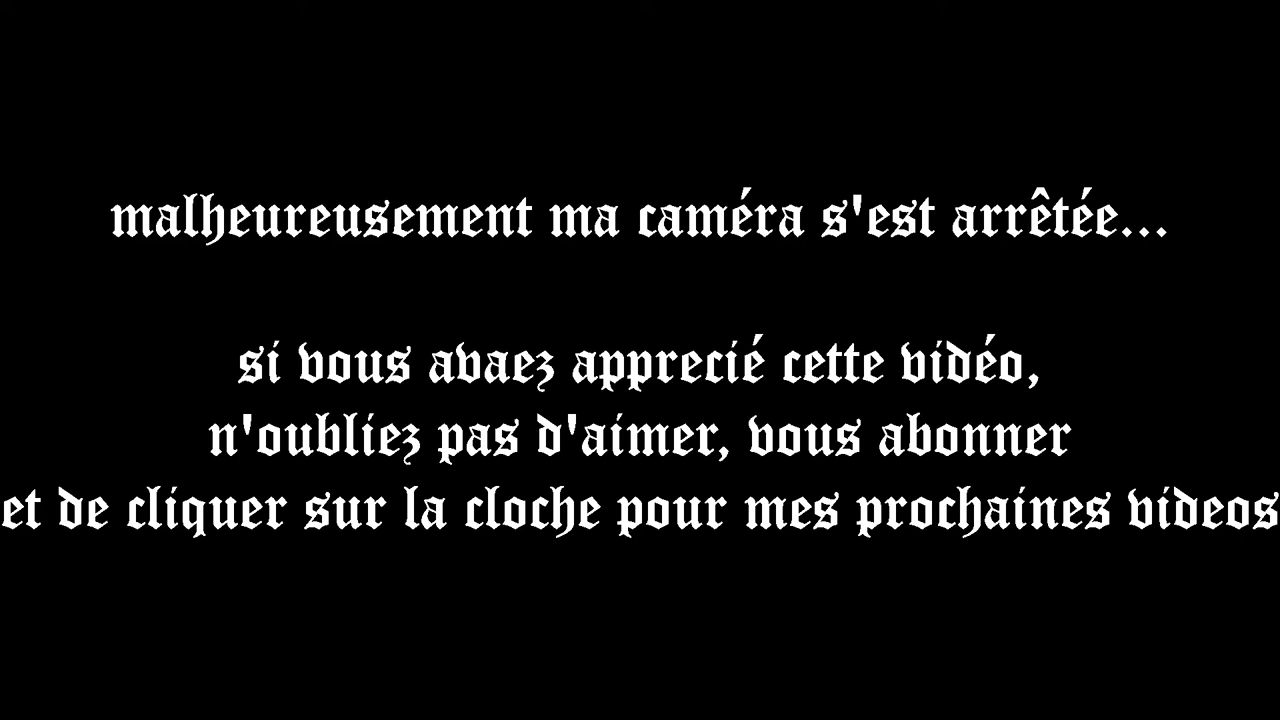 malheureusement ma caméra s'est arrêtée...
si vous avaez apprecié cette vidéo,
n'oubliez pas d'aimer, vous abonner
et de cliquer sur la cloche pour mes prochaines videos